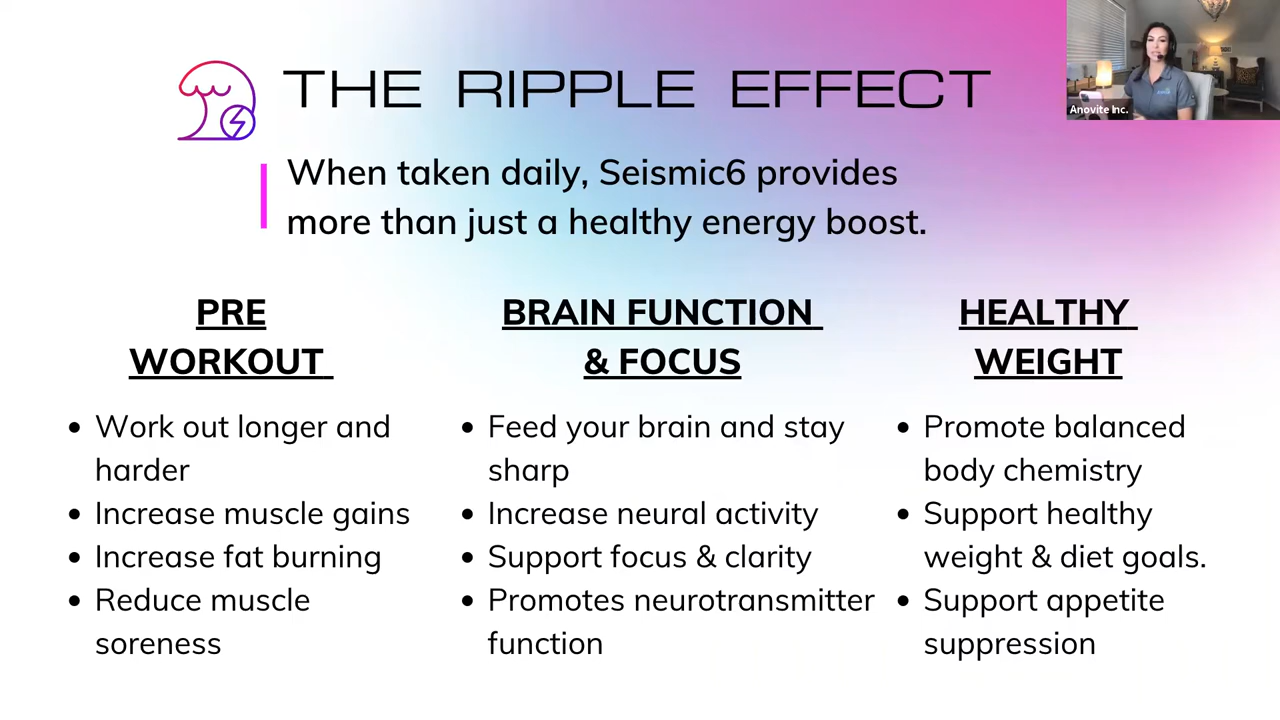 THE RIPPLE EFFECT
Anovite Inc.
When taken daily, Seismic6 provides
more than just a healthy energy boost.
PRE
WORKOUT
• Work out longer and
harder
• Increase muscle gains
• Increase fat burning
• Reduce muscle
soreness
BRAIN FUNCTION
& FOCUS
• Feed your brain and stay
sharp
• Increase neural activity
• Support focus & clarity
• Promotes neurotransmitter
function
HEALTHY
WEIGHT
• Promote balanced
body chemistry
• Support healthy
weight & diet goals.
• Support appetite
suppression